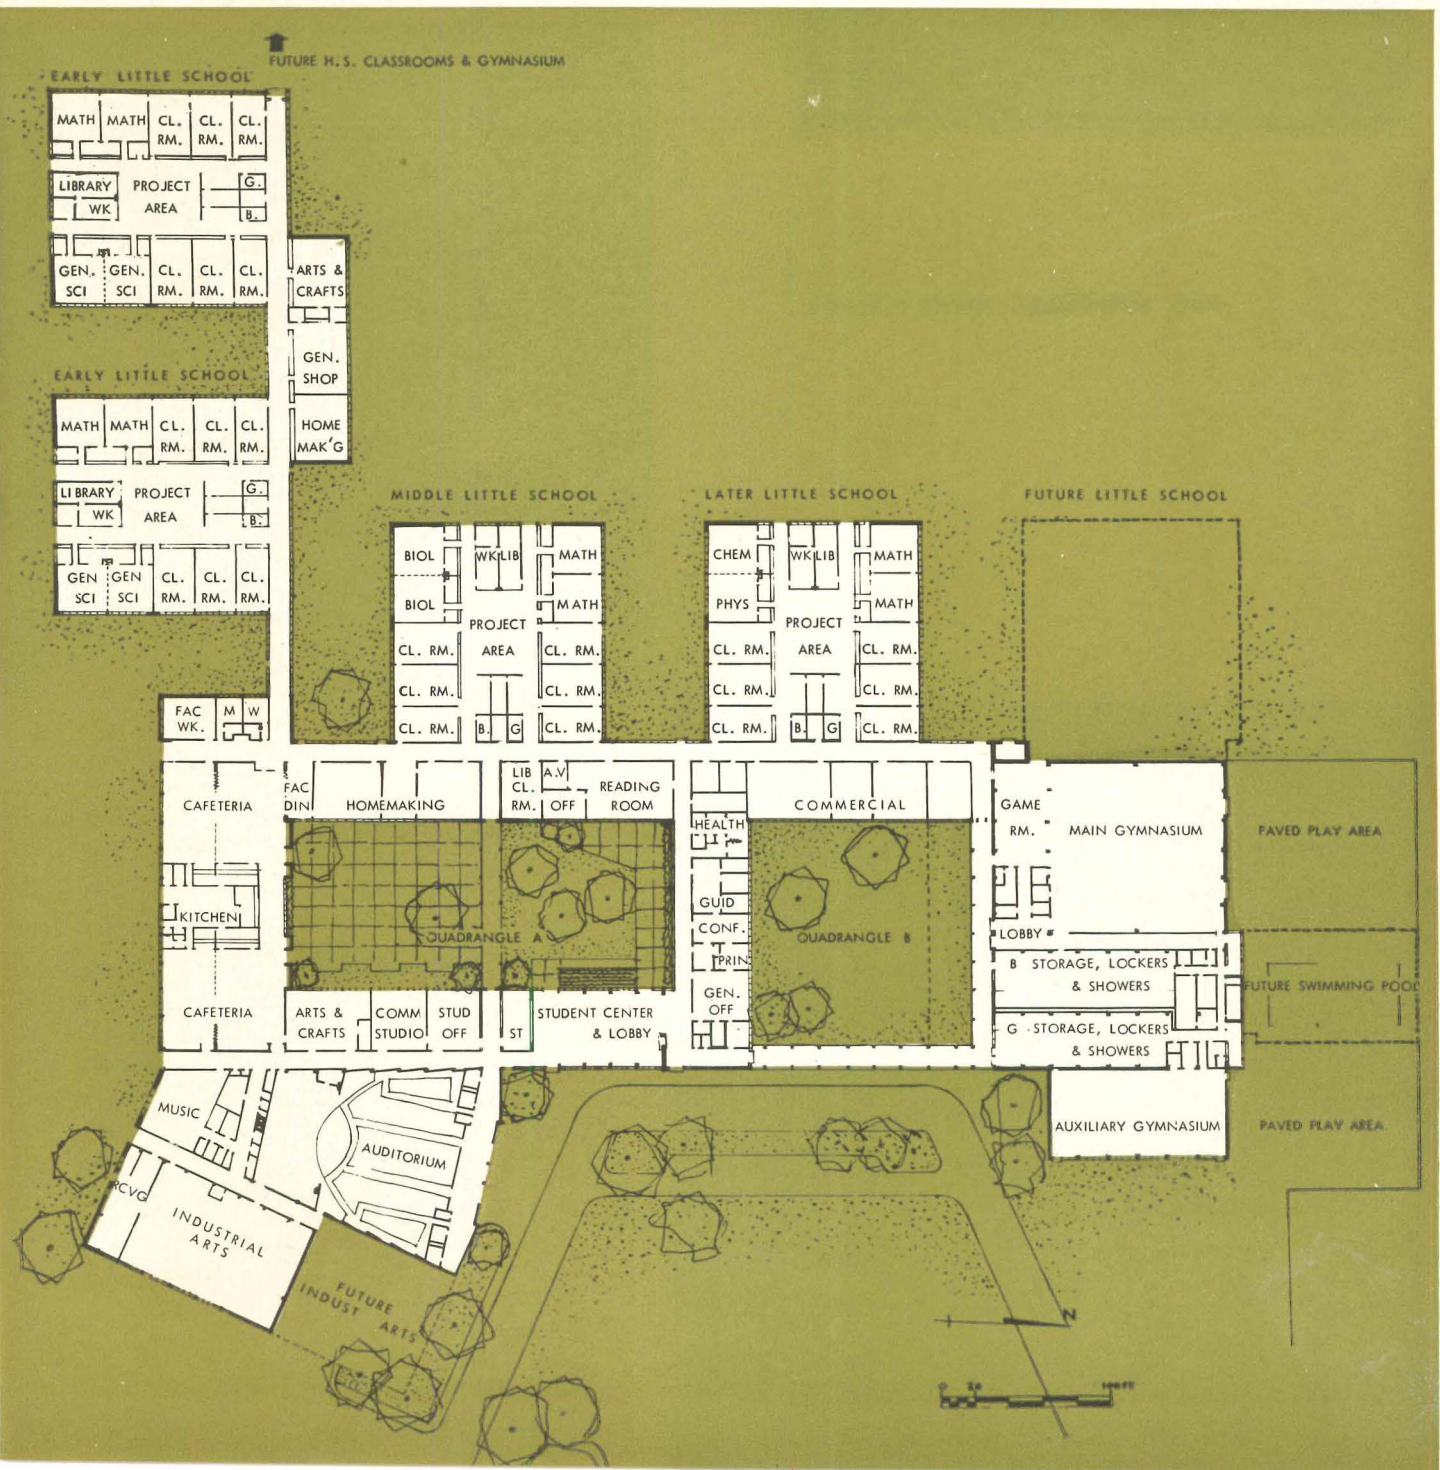 FUTURE H.S. CLASSROOMS & GYMNASIUM
EARLY LITTLE SCHOOL
MATH MATH CL. CL. CL.
RM. RM. RM.
LIBRARY PROJECT G.
WK AREA B.
GEN. GEN. CL. CL. CL.
SCI SCI RM. RM. RM.
ARTS &
CRAFTS
GEN.
SHOP
HOME
MAK'G
EARLY LITTLE SCHOOL
MATH MATH CL. CL. CL.
RM. RM. RM.
LIBRARY PROJECT G.
WK AREA B.
GEN GEN CL. CL. CL.
SCI SCI RM. RM. RM.
MIDDLE LITTLE SCHOOL
BIOL WK LIB MATH
BIOL MATH
PROJECT
AREA
CL. RM. CL. RM.
CL. RM. CL. RM.
CL. RM. B. G CL. RM.
LATER LITTLE SCHOOL
CHEM WK LIB MATH
PHYS MATH
PROJECT
AREA
CL. RM. CL. RM.
CL. RM. CL. RM.
CL. RM. B. G CL. RM.
FUTURE LITTLE SCHOOL
FAC
WK.
M W
CAFETERIA
FAC
DIN
HOMEMAKING
LIB
CL.
RM.
A.V
OFF
READING
ROOM
HEALTH
COMMERCIAL
GAME
RM.
MAIN GYMNASIUM
PAVED PLAY AREA
KITCHEN
QUADRANGLE A
GUID
CONF.
PRIN
GEN.
OFF
QUADRANGLE B
LOBBY
B STORAGE, LOCKERS
& SHOWERS
FUTURE SWIMMING POOL
CAFETERIA
ARTS &
CRAFTS
COMM
STUDIO
STUD
OFF
ST
STUDENT CENTER
& LOBBY
G STORAGE, LOCKERS
& SHOWERS
MUSIC
AUDITORIUM
AUXILIARY GYMNASIUM
PAVED PLAY AREA
RCVG
INDUSTRIAL
ARTS
FUTURE
INDUST ARTS
N
0 20 100FT